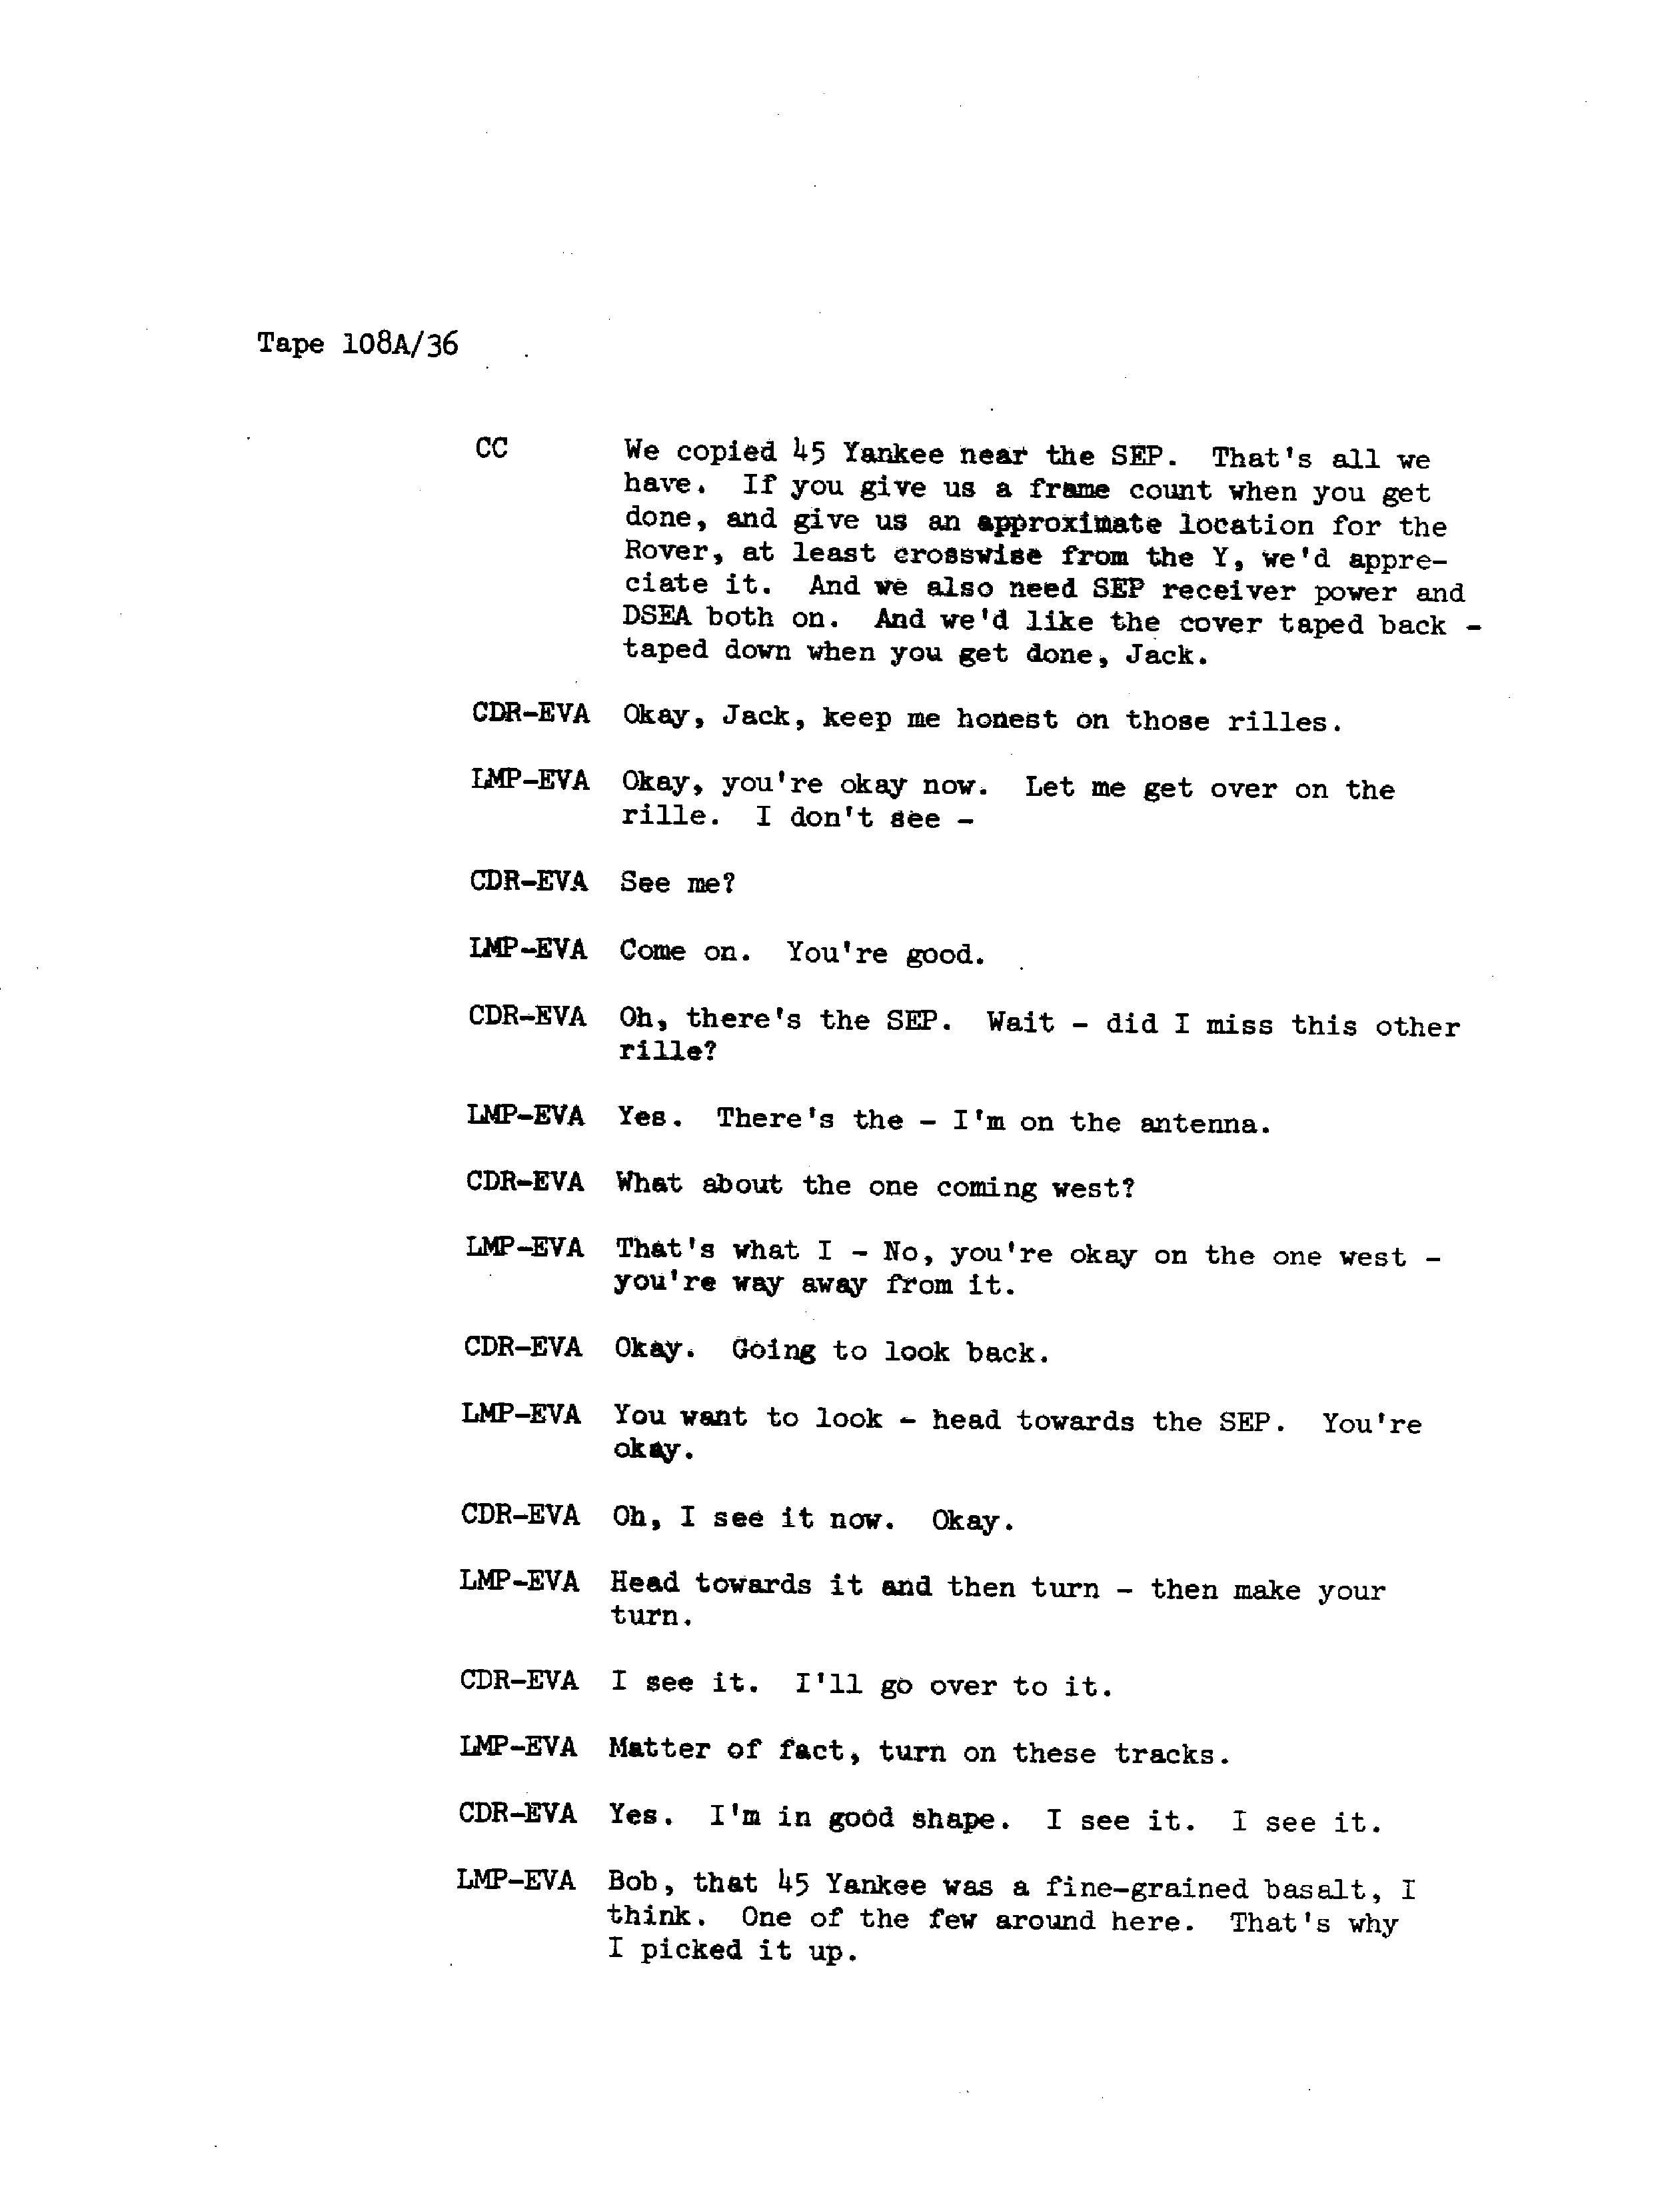 Tape 108A/36
CC We copied 45 Yankee near the SEP. That's all we
have. If you give us a frame count when you get
done, and give us an approximate location for the
Rover, at least crosswise from the Y, we'd appre-
ciate it. And we also need SEP receiver power and
DSEA both on. And we'd like the cover taped back -
taped down when you get done, Jack.
CDR-EVA Okay, Jack, keep me honest on those rilles.
LMP-EVA Okay, you're okay now. Let me get over on the
rille. I don't see -
CDR-EVA See me?
LMP-EVA Come on. You're good.
CDR-EVA Oh, there's the SEP. Wait - did I miss this other
rille?
LMP-EVA Yes. There's the - I'm on the antenna.
CDR-EVA What about the one coming west?
LMP-EVA That's what I - No, you're okay on the one west -
you're way away from it.
CDR-EVA Okay. Going to look back.
LMP-EVA You want to look - head towards the SEP. You're
okay.
CDR-EVA Oh, I see it now. Okay.
LMP-EVA Head towards it and then turn - then make your
turn.
CDR-EVA I see it. I'll go over to it.
LMP-EVA Matter of fact, turn on these tracks.
CDR-EVA Yes. I'm in good shape. I see it. I see it.
LMP-EVA Bob, that 45 Yankee was a fine-grained basalt, I
think. One of the few around here. That's why
I picked it up.